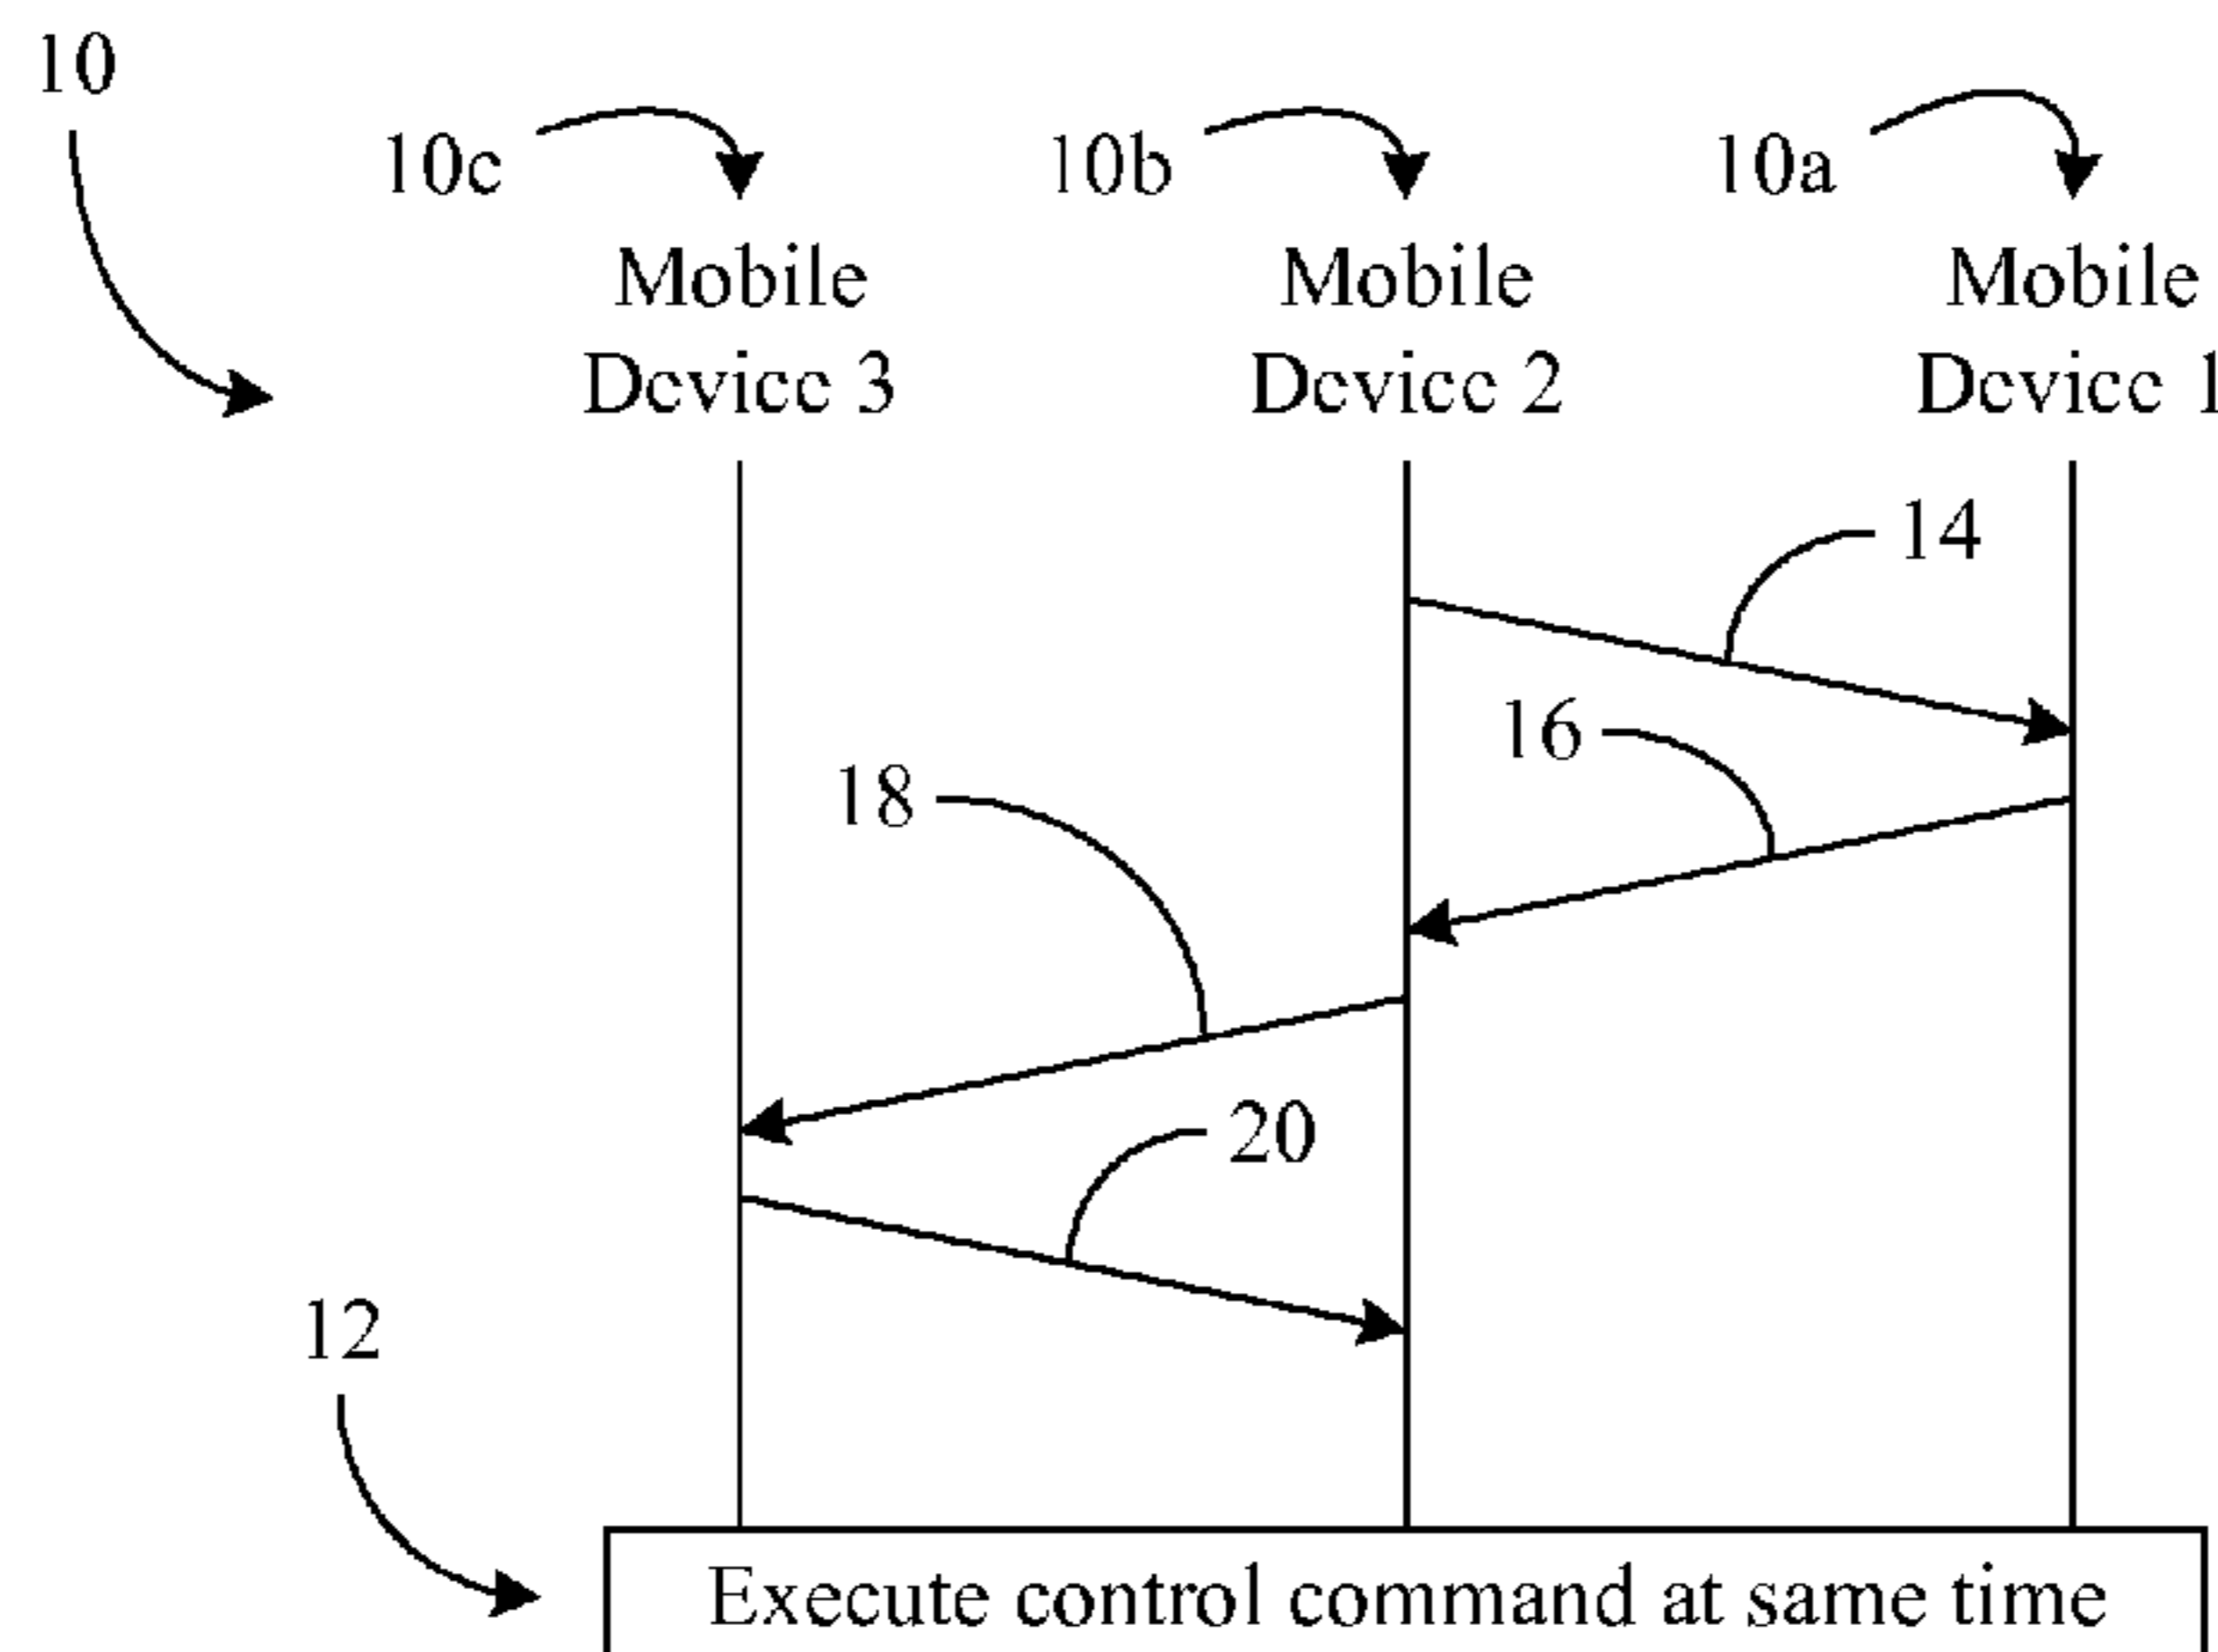 10
10c
10b
10a
Mobile
Device 3
Mobile
Device 2
Mobile
Device 1
14
16
18
20
12
Execute control command at same time